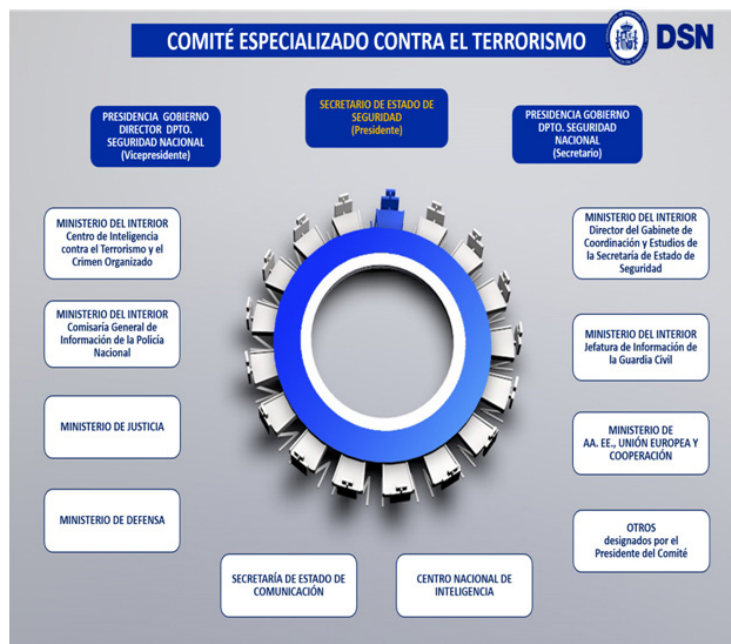 COMITÉ ESPECIALIZADO CONTRA EL TERRORISMO
DSN
PRESIDENCIA GOBIERNO
DIRECTOR DPTO.
SEGURIDAD NACIONAL
(Vicepresidente)
SECRETARIO DE ESTADO DE
SEGURIDAD
(Presidente)
PRESIDENCIA GOBIERNO
DPTO. SEGURIDAD
NACIONAL
(Secretario)
MINISTERIO DEL INTERIOR
Centro de Inteligencia
contra el Terrorismo y el
Crimen Organizado
MINISTERIO DEL INTERIOR
Director del Gabinete de
Coordinación y Estudios de
la Secretaría de Estado de
Seguridad
MINISTERIO DEL INTERIOR
Comisaría General de
Información de la Policía
Nacional
MINISTERIO DEL INTERIOR
Jefatura de Información de
la Guardia Civil
MINISTERIO DE JUSTICIA
MINISTERIO DE
AA. EE., UNIÓN EUROPEA Y
COOPERACIÓN
MINISTERIO DE DEFENSA
OTROS
designados por el
Presidente del Comité
SECRETARÍA DE ESTADO DE
COMUNICACIÓN
CENTRO NACIONAL DE
INTELIGENCIA